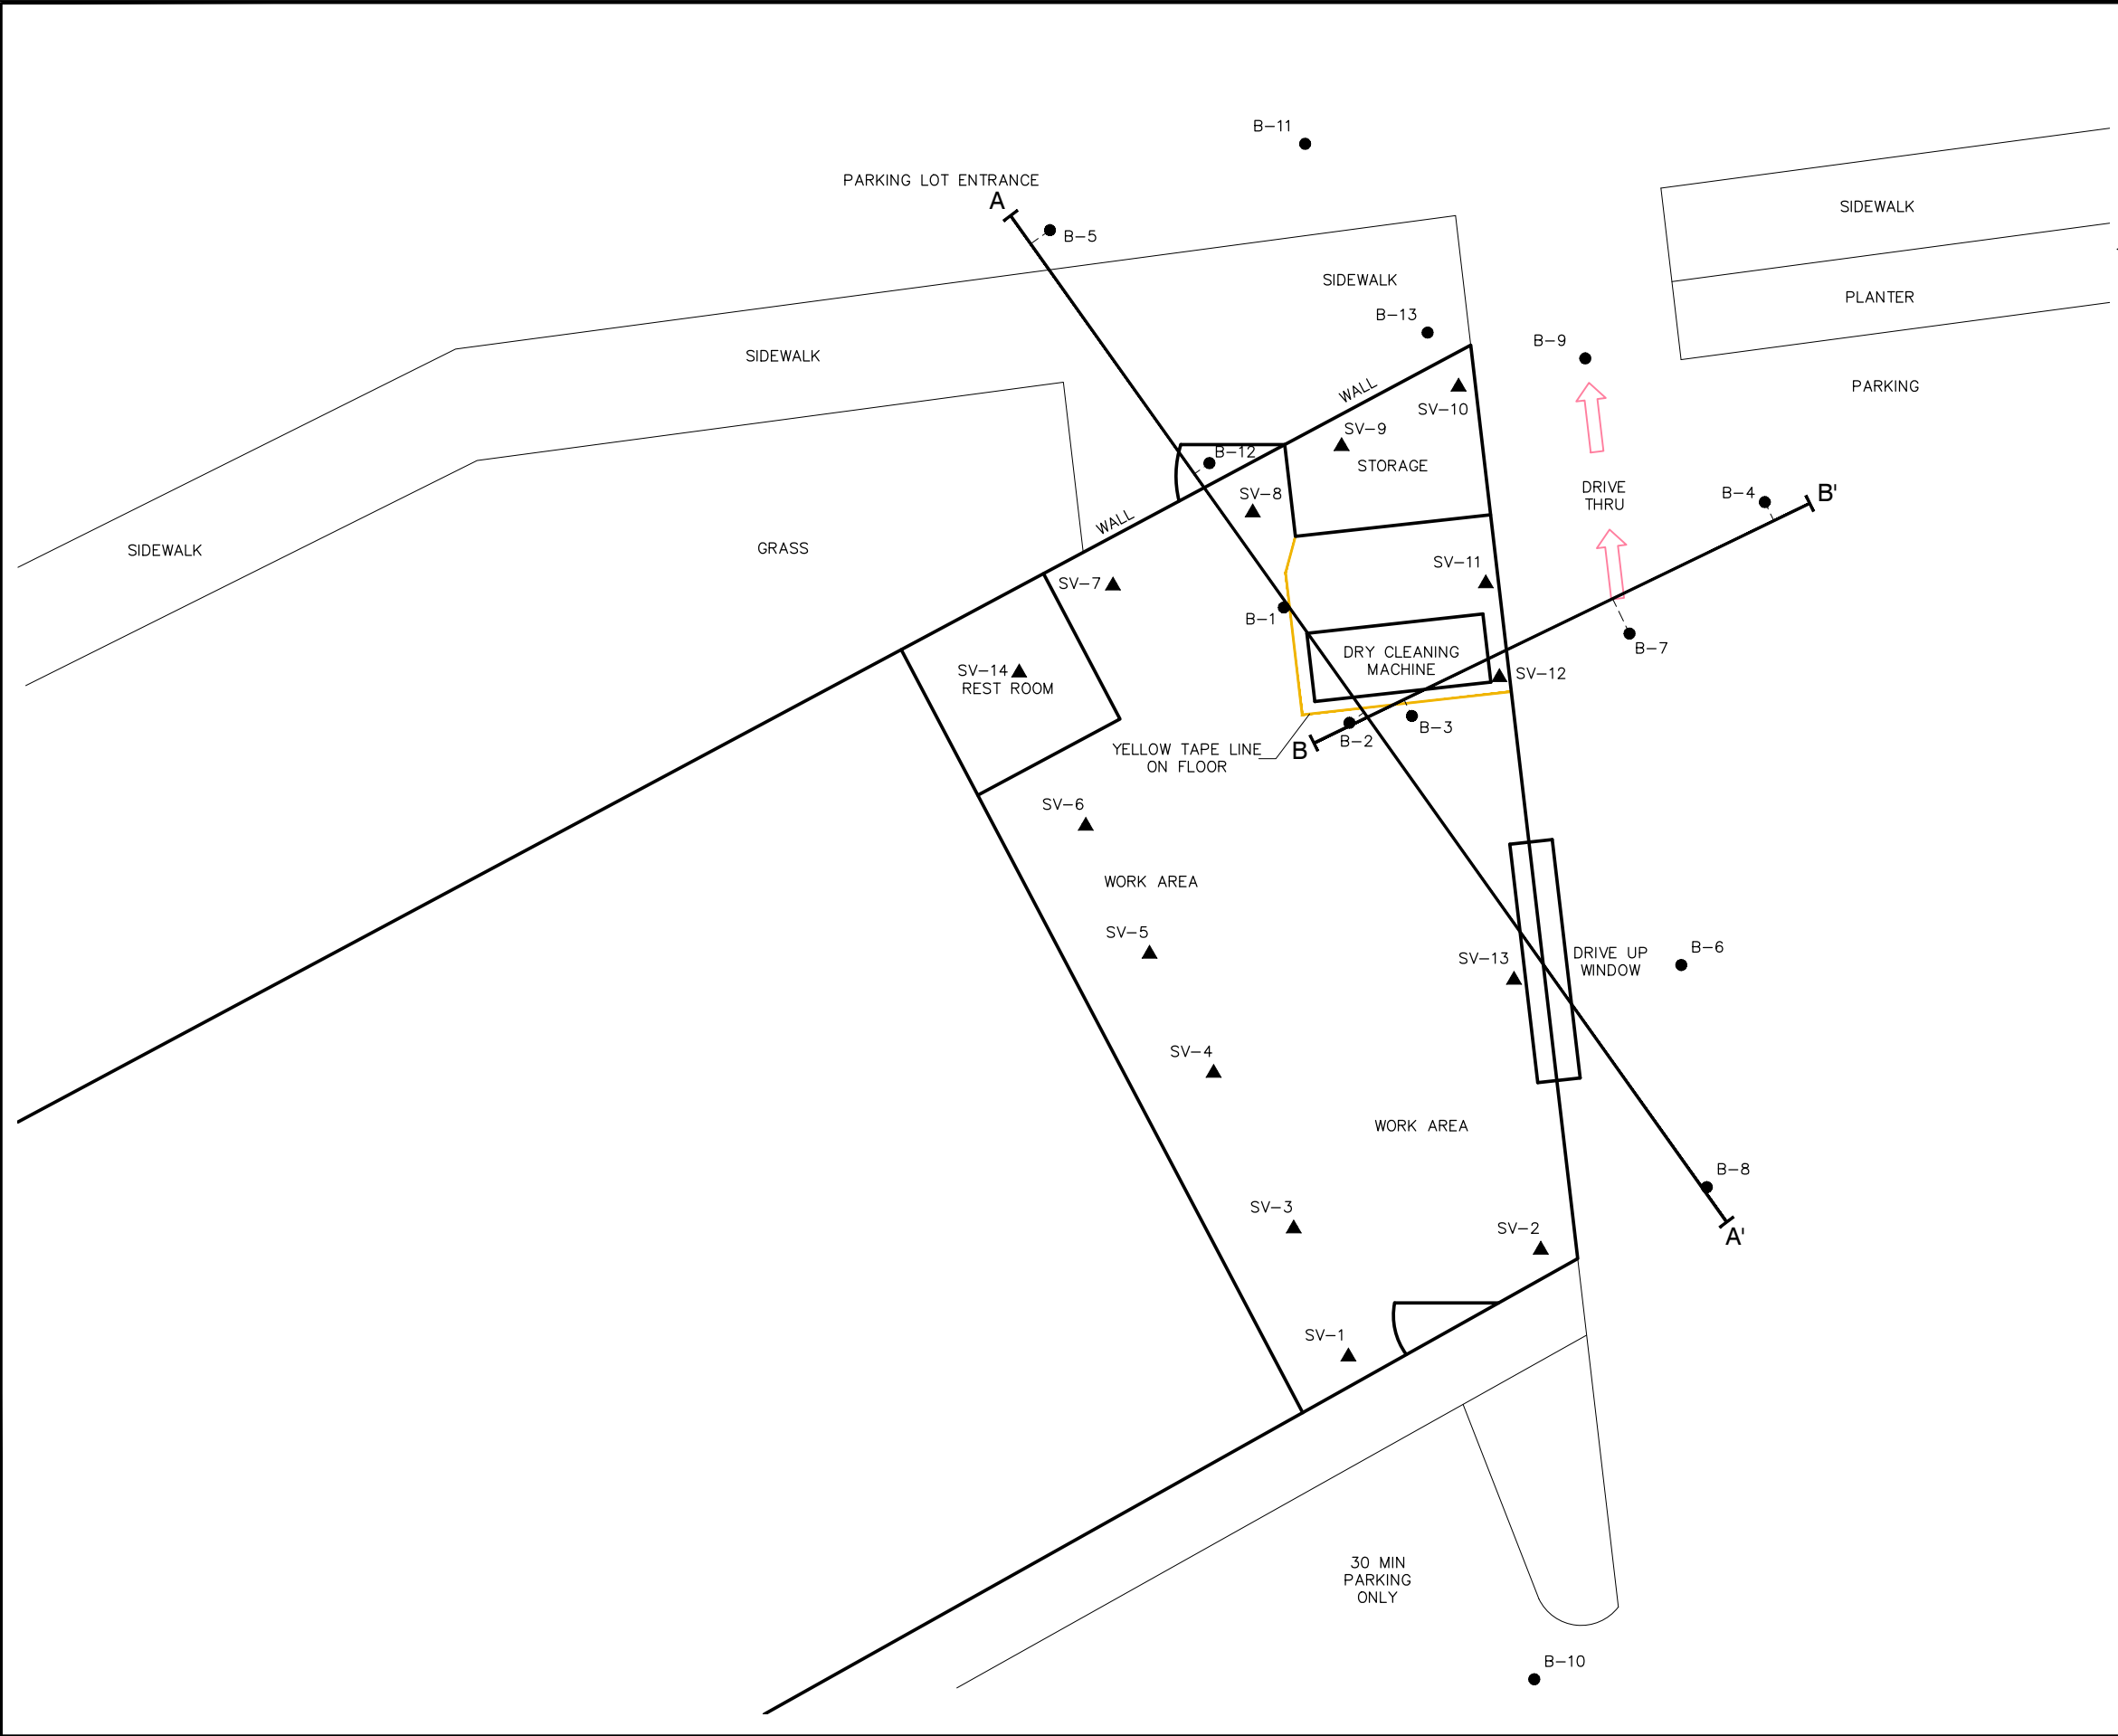 B-11
PARKING LOT ENTRANCE
A
B-5
SIDEWALK
SIDEWALK
B-13
PLANTER
B-9
SIDEWALK
PARKING
WALL
SV-10
SV-9
B-12
STORAGE
SV-8
DRIVE
THRU
B-4
B'
WALL
SIDEWALK
GRASS
SV-11
SV-7
B-1
B-7
DRY CLEANING
MACHINE
SV-12
SV-14
REST ROOM
B-3
B-2
B
YELLOW TAPE LINE
ON FLOOR
SV-6
WORK AREA
SV-5
B-6
DRIVE UP
WINDOW
SV-13
SV-4
WORK AREA
B-8
SV-3
SV-2
A'
SV-1
30 MIN
PARKING
ONLY
B-10